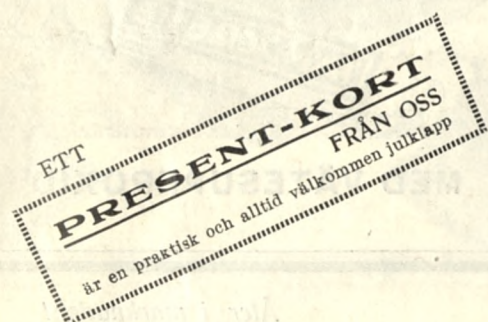 ETT
PRESENT-KORT
FRÅN OSS
är en praktisk och alltid välkommen julklapp